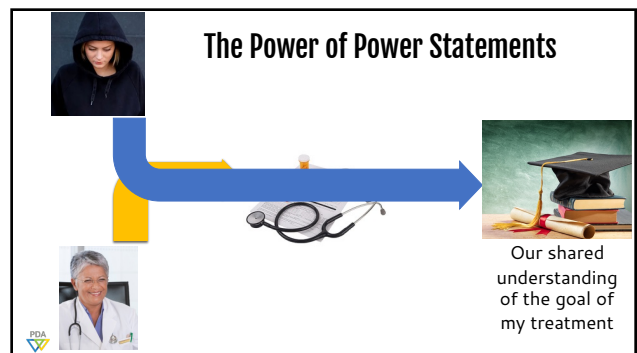 The Power of Power Statements
Our shared
understanding
of the goal of
my treatment
PDA